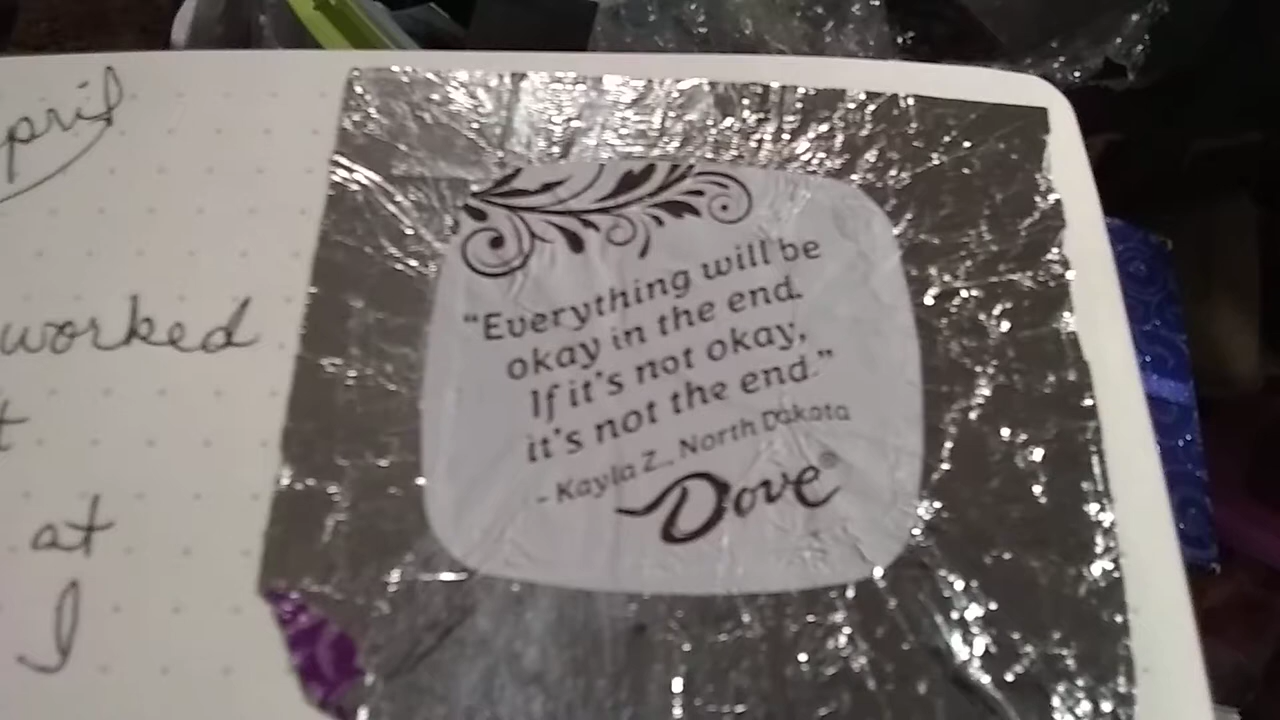 pril
worked
t
at
I
“Everything will be
okay in the end.
If it's not okay,
it's not the end.”
- Kayla Z., North Dakota
Dove®